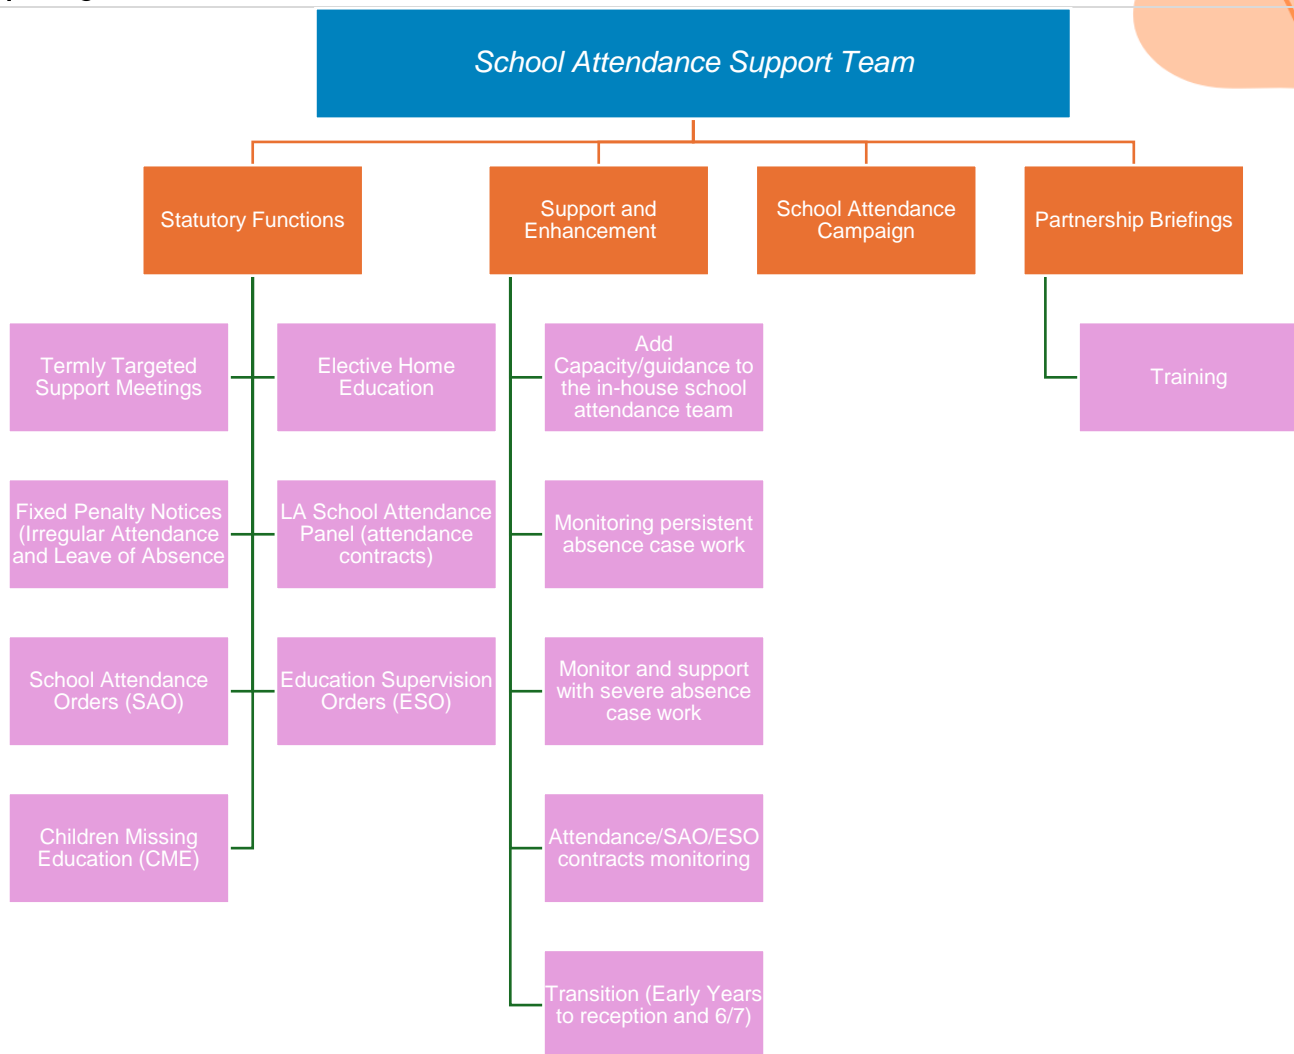 School Attendance Support Team
Statutory Functions
Support and
Enhancement
School Attendance
Campaign
Partnership Briefings
Termly Targeted
Support Meetings
Elective Home
Education
Add
Capacity/guidance to
the in-house school
attendance team
Training
Fixed Penalty Notices
(Irregular Attendance
and Leave of Absence
LA School Attendance
Panel (attendance
contracts)
Monitoring persistent
absence case work
School Attendance
Orders (SAO)
Education Supervision
Orders (ESO)
Monitor and support
with severe absence
case work
Children Missing
Education (CME)
Attendance/SAO/ESO
contracts monitoring
Transition (Early Years
to reception and 6/7)